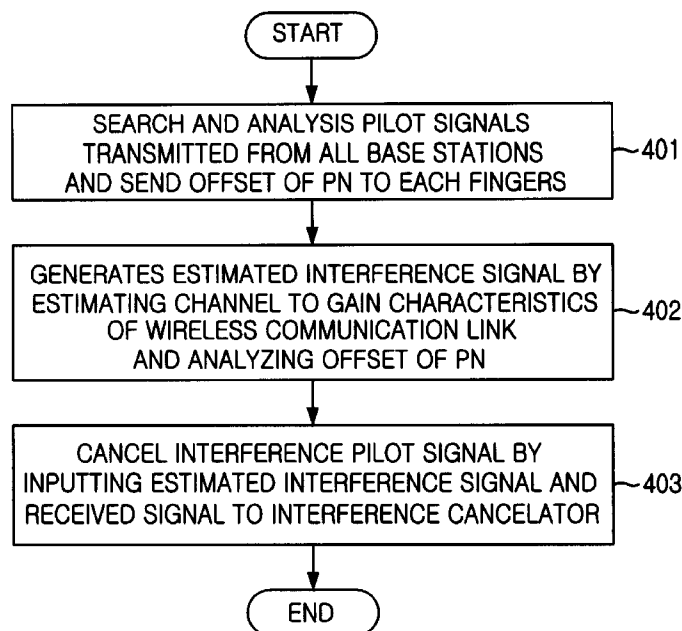 START
SEARCH AND ANALYSIS PILOT SIGNALS
TRANSMITTED FROM ALL BASE STATIONS
AND SEND OFFSET OF PN TO EACH FINGERS
401
GENERATES ESTIMATED INTERFERENCE SIGNAL BY
ESTIMATING CHANNEL TO GAIN CHARACTERISTICS
OF WIRELESS COMMUNICATION LINK
AND ANALYZING OFFSET OF PN
402
CANCEL INTERFERENCE PILOT SIGNAL BY
INPUTTING ESTIMATED INTERFERENCE SIGNAL AND
RECEIVED SIGNAL TO INTERFERENCE CANCELATOR
403
END